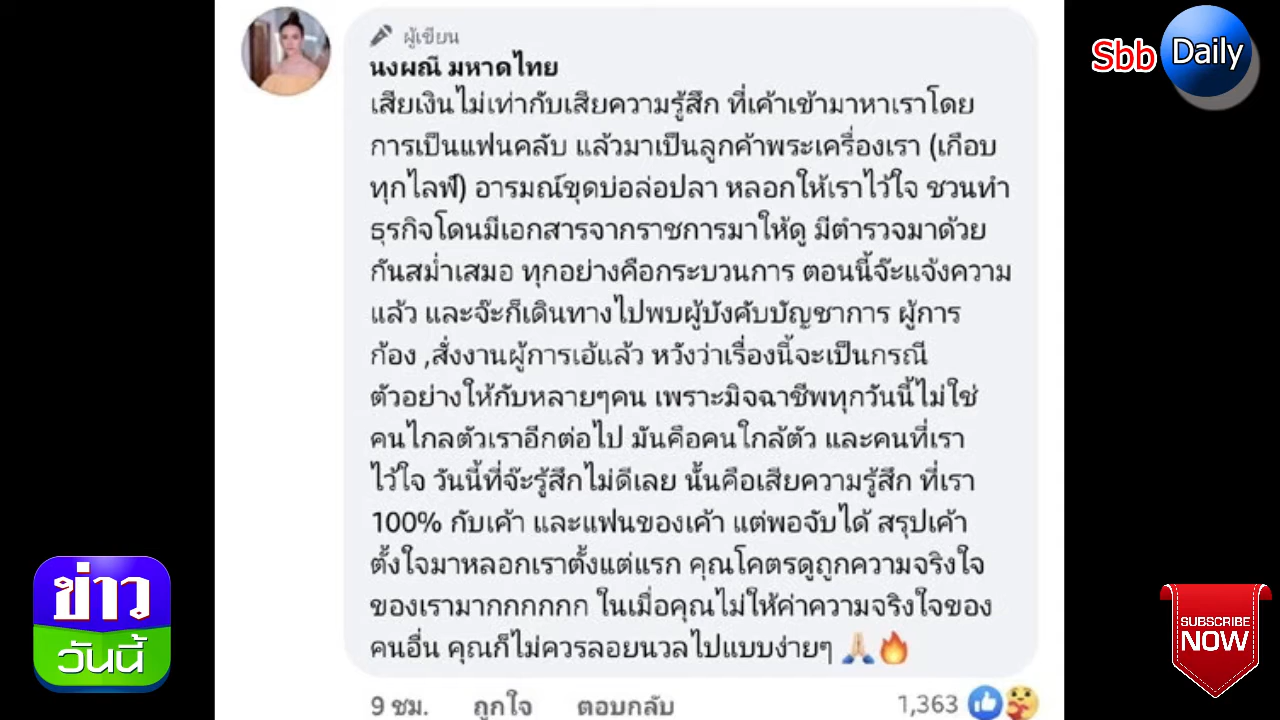 ผู้เขียน
นงผณี มหาดไทย
เสียเงินไม่เท่ากับเสียความรู้สึก ที่เค้าเข้ามาหาเราโดย
การเป็นแฟนคลับ แล้วมาเป็นลูกค้าพระเครื่องเรา (เกือบ
ทุกไลฟ์) อารมณ์ขุดบ่อล่อปลา หลอกให้เราไว้ใจ ชวนทำ
ธุรกิจโดนมีเอกสารจากราชการมาให้ดู มีตำรวจมาด้วย
กันสม่ำเสมอ ทุกอย่างคือกระบวนการ ตอนนี้จ๊ะแจ้งความ
แล้ว และจ๊ะก็เดินทางไปพบผู้บังคับบัญชาการ ผู้การ
ก้อง ,สั่งงานผู้การเอ้แล้ว หวังว่าเรื่องนี้จะเป็นกรณี
ตัวอย่างให้กับหลายๆคน เพราะมิจฉาชีพทุกวันนี้ไม่ใช่
คนไกลตัวเราอีกต่อไป มันคือคนใกล้ตัว และคนที่เรา
ไว้ใจ วันนี้ที่จ๊ะรู้สึกไม่ดีเลย นั้นคือเสียความรู้สึก ที่เรา
100% กับเค้า และแฟนของเค้า แต่พอจับได้ สรุปเค้า
ตั้งใจมาหลอกเราตั้งแต่แรก คุณโคตรดูถูกความจริงใจ
ของเรามากกกกกก ในเมื่อคุณไม่ให้ค่าความจริงใจของ
คนอื่น คุณก็ไม่ควรลอยนวลไปแบบง่ายๆ 🙏🏻🔥
9 ชม. ถูกใจ ตอบกลับ 1,363
Sbb Daily
ข่าว
วันนี้
SUBSCRIBE
NOW